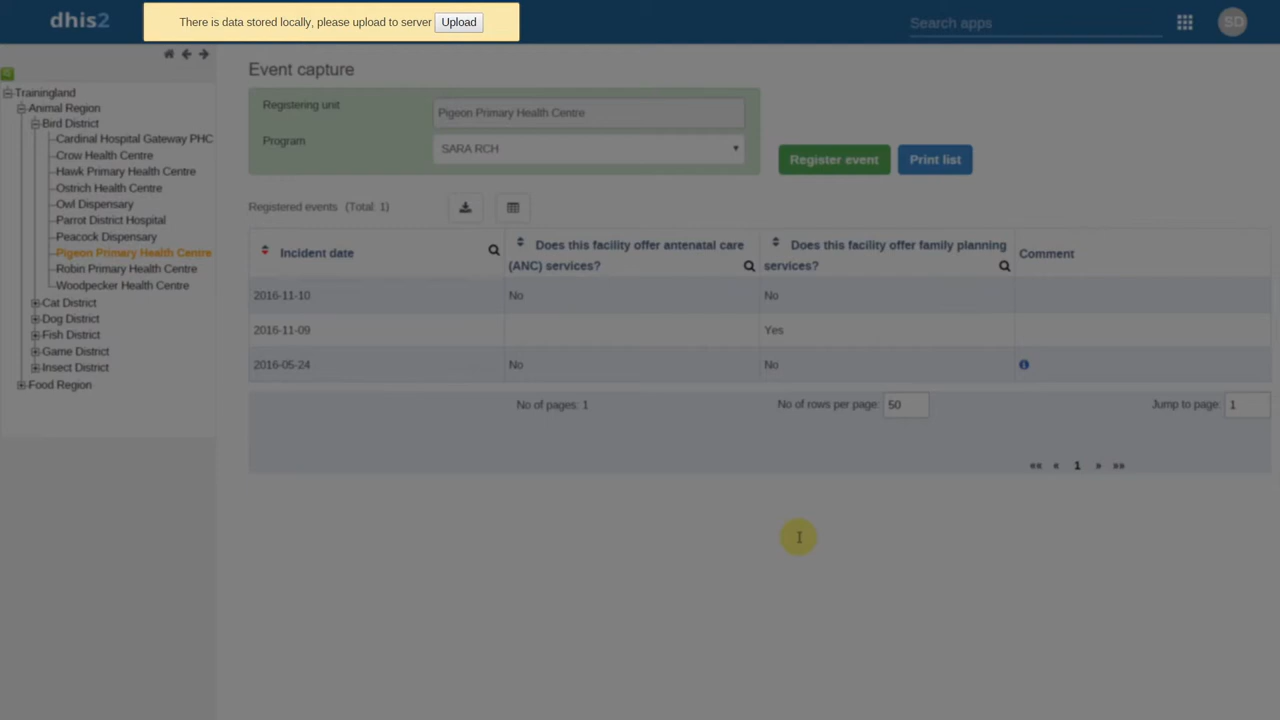 dhis2
There is data stored locally, please upload to server Upload
Search apps
SD
Trainingland
Animal Region
Bird District
Cardinal Hospital Gateway PHC
Crow Health Centre
Hawk Primary Health Centre
Ostrich Health Centre
Owl Dispensary
Parrot District Hospital
Peacock Dispensary
Pigeon Primary Health Centre
Robin Primary Health Centre
Woodpecker Health Centre
Cat District
Dog District
Fish District
Game District
Insect District
Food Region
Event capture
Registering unit Pigeon Primary Health Centre
Program SARA RCH
Register event Print list
Registered events (Total: 1)
Incident date
Does this facility offer antenatal care
(ANC) services?
Does this facility offer family planning
services?
Comment
2016-11-10 No No
2016-11-09 Yes
2016-05-24 No No
No of pages: 1 No of rows per page: 50 Jump to page: 1
«« « 1 » »»